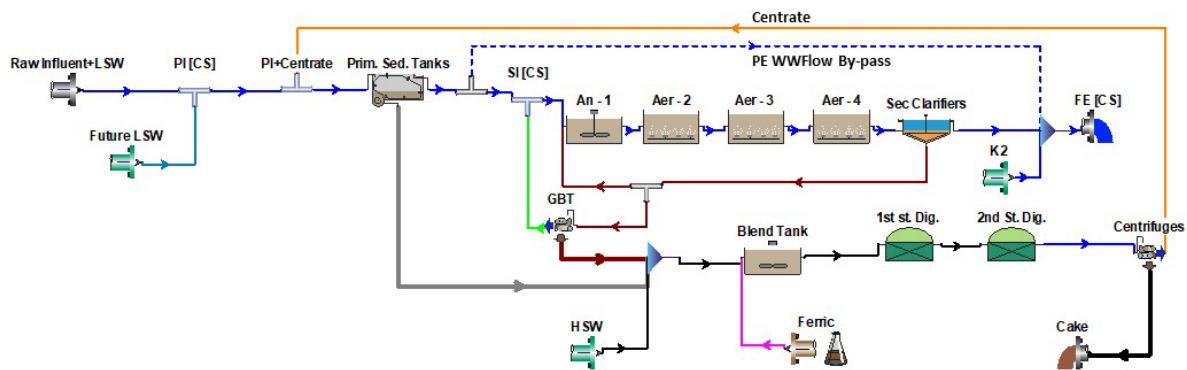 Centrate
Raw Influent+LSW
PI [CS]
PI+Centrate
Prim. Sed. Tanks
SI [CS]
PE WWFlow By-pass
An - 1
Aer - 2
Aer - 3
Aer - 4
Sec Clarifiers
FE [CS]
Future LSW
K2
GBT
Blend Tank
1st st. Dig.
2nd St. Dig.
Centrifuges
HSW
Ferric
Cake